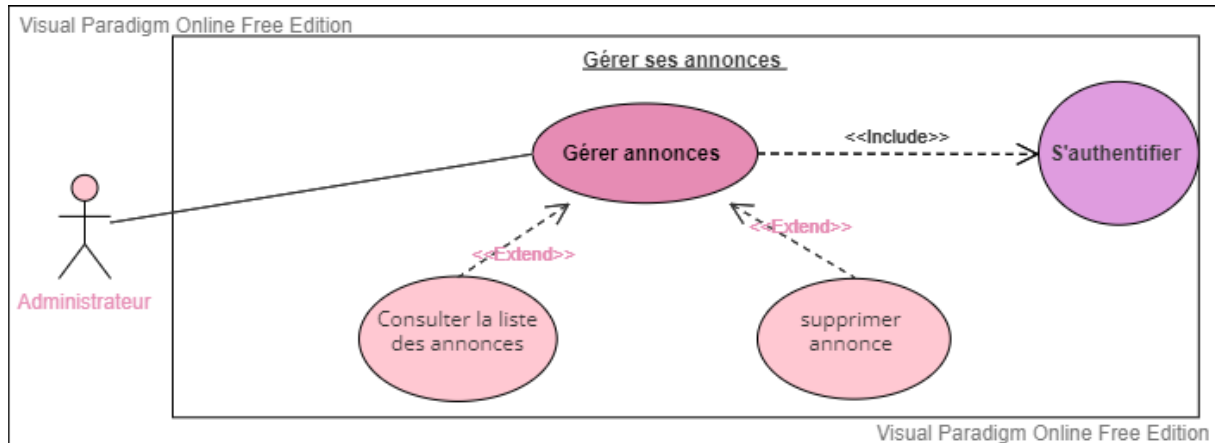 Visual Paradigm Online Free Edition
Gérer ses annonces
Gérer annonces
<<Include>>
S'authentifier
<<Extend>>
<<Extend>>
Administrateur
Consulter la liste
des annonces
supprimer
annonce
Visual Paradigm Online Free Edition